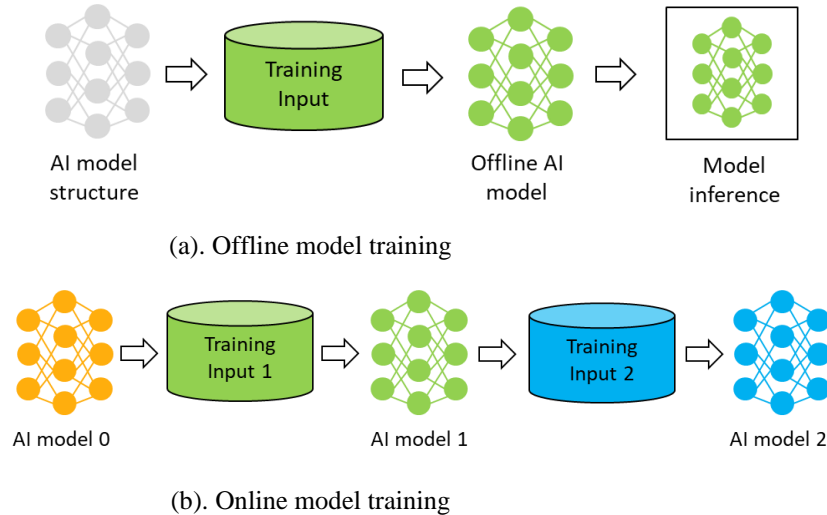 Training
Input
AI model
structure
Offline AI
model
Model
inference
(a). Offline model training
Training
Input 1
Training
Input 2
AI model 0
AI model 1
AI model 2
(b). Online model training